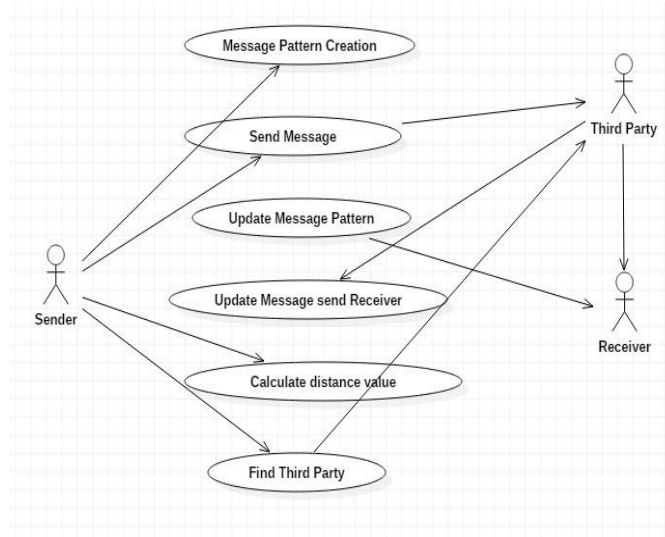 Message Pattern Creation
Send Message
Third Party
Update Message Pattern
Update Message send Receiver
Sender
Receiver
Calculate distance value
Find Third Party